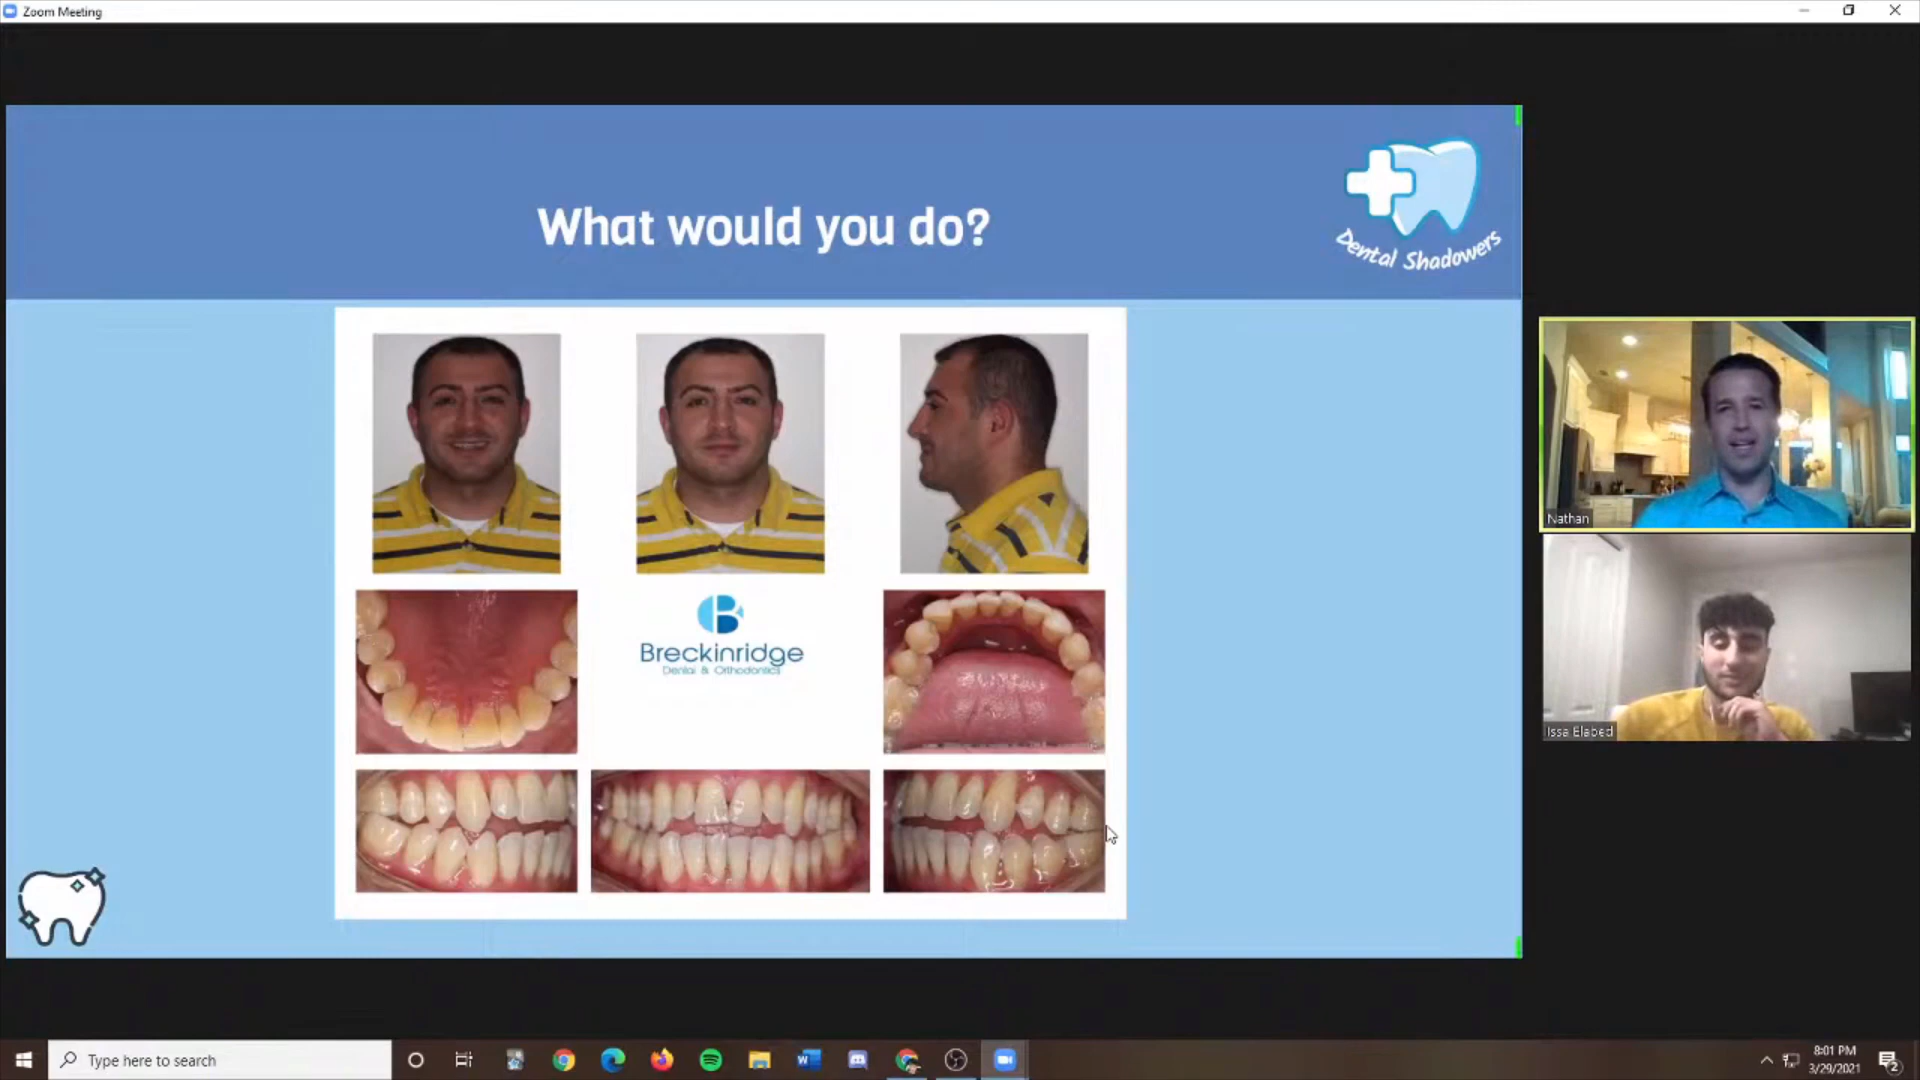 Zoom Meeting
What would you do?
Dental Shadowers
B
Breckinridge
Dental & Orthodontics
Nathan
Issa Elabed
Type here to search
8:01 PM
3/29/2021
2